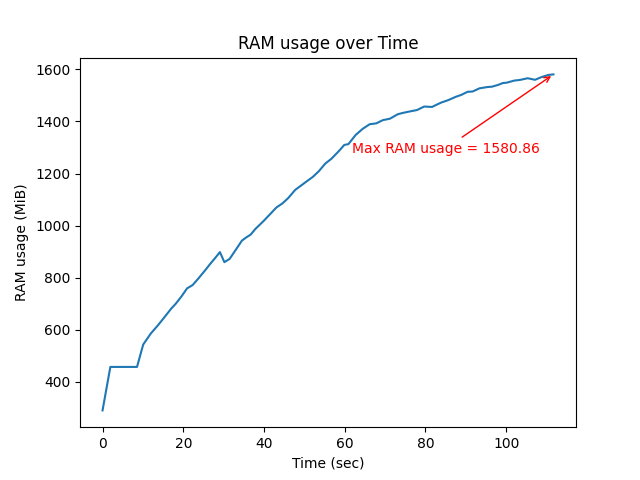 RAM usage over Time
RAM usage (MiB)
1600
1400
1200
1000
800
600
400
Max RAM usage = 1580.86
0 20 40 60 80 100
Time (sec)